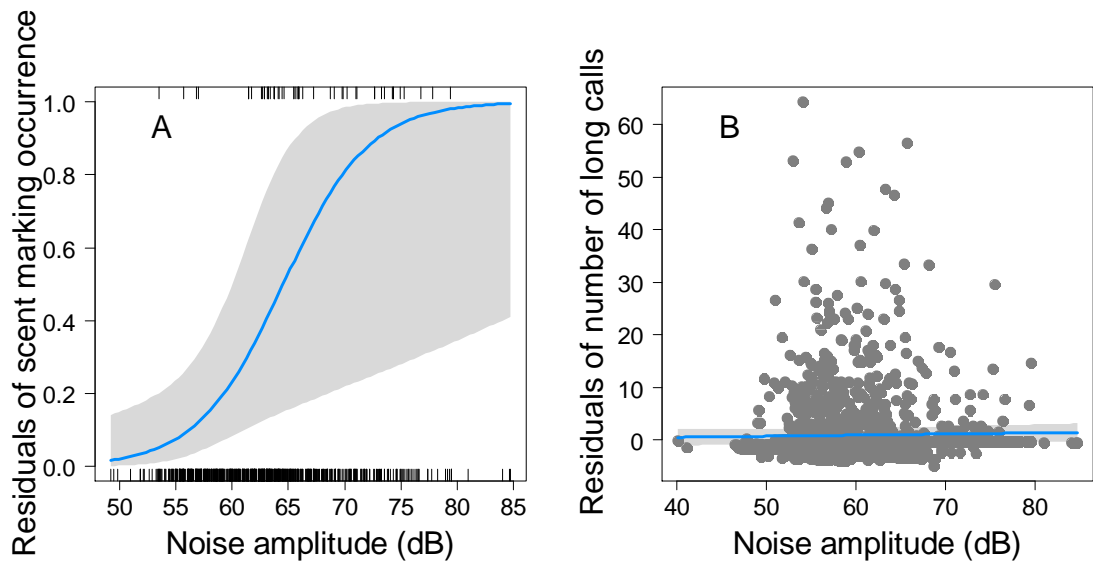 Residuals of scent marking occurrence
1.0
0.8
0.6
0.4
0.2
0.0
A
50 55 60 65 70 75 80 85
Noise amplitude (dB)
Residuals of number of long calls
60
50
40
30
20
10
0
B
40 50 60 70 80
Noise amplitude (dB)